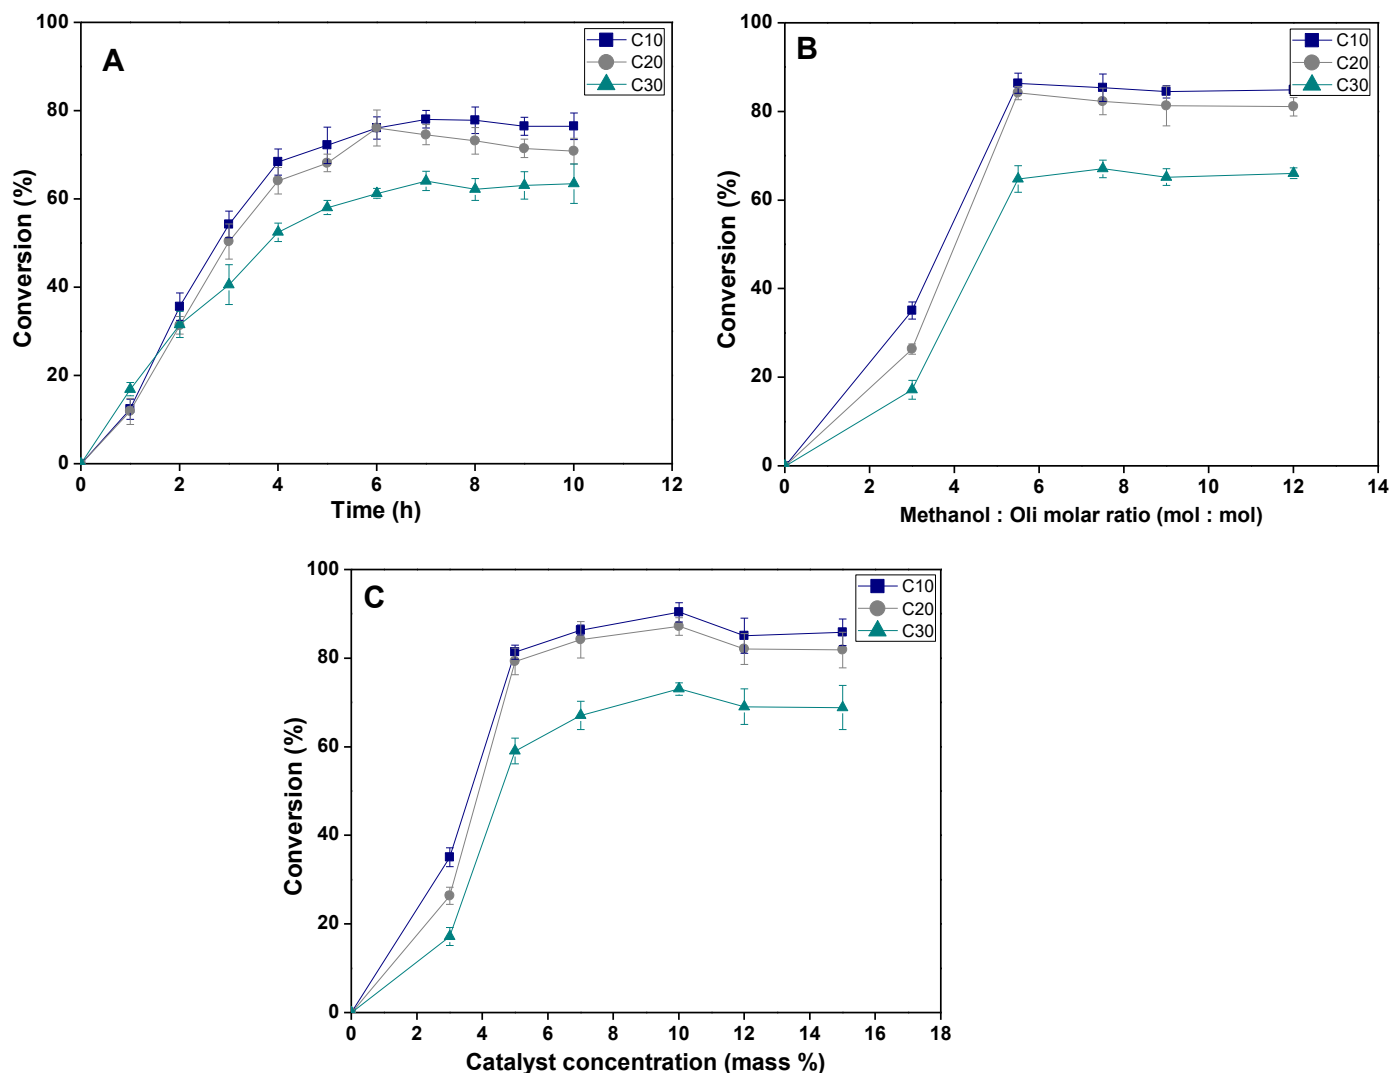 A
C10
C20
C30
Conversion (%)
100
80
60
40
20
0
0 2 4 6 8 10 12
Time (h)
B
C10
C20
C30
Conversion (%)
100
80
60
40
20
0
0 2 4 6 8 10 12 14
Methanol : Oli molar ratio (mol : mol)
C
C10
C20
C30
Conversion (%)
100
80
60
40
20
0
0 2 4 6 8 10 12 14 16 18
Catalyst concentration (mass %)